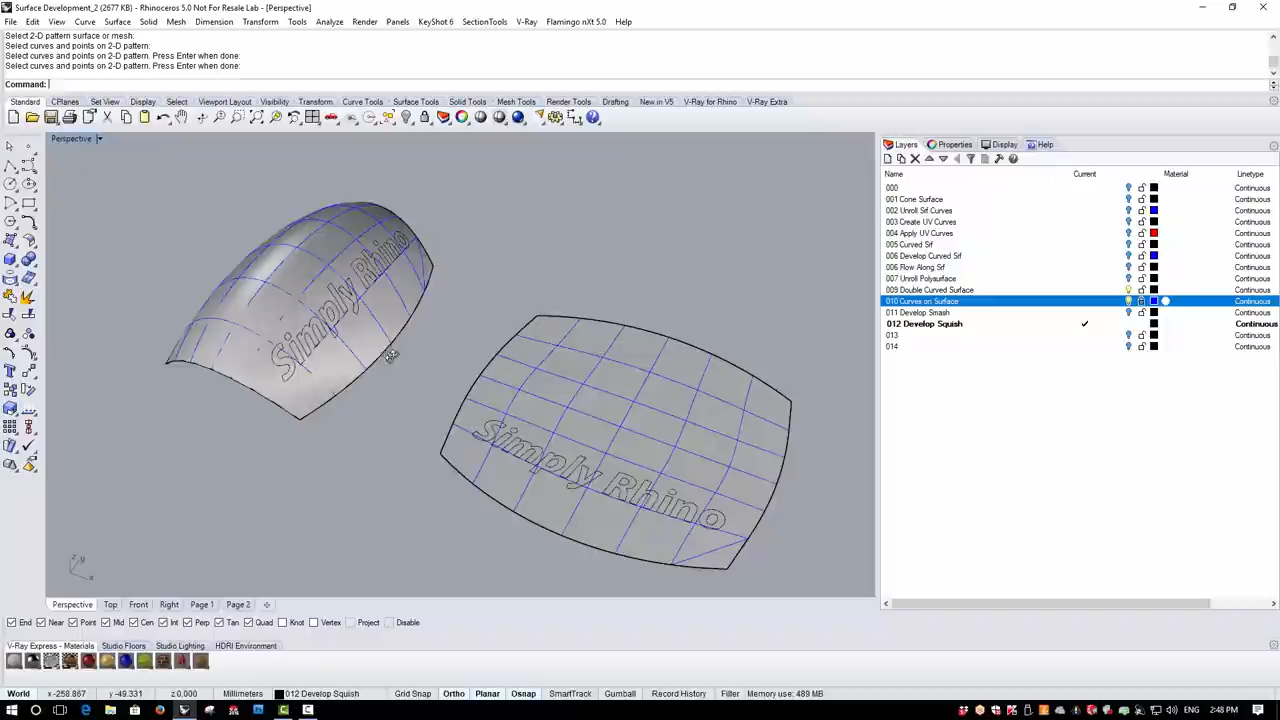 Surface Development_2 (2677 KB) - Rhinoceros 5.0 Not For Resale Lab - [Perspective]
File Edit View Curve Surface Solid Mesh Dimension Transform Tools Analyze Render Panels KeyShot 6 SectionTools V-Ray Flamingo nXt 5.0 Help
Select 2-D pattern surface or mesh:
Select curves and points on 2-D pattern:
Select curves and points on 2-D pattern. Press Enter when done:
Select curves and points on 2-D pattern. Press Enter when done:
Command:
Standard CPlanes Set View Display Select Viewport Layout Visibility Transform Curve Tools Surface Tools Solid Tools Mesh Tools Render Tools Drafting New in V5 V-Ray for Rhino V-Ray Extra
Perspective
Simply Rhino
Simply Rhino
z y
x
Layers Properties Display Help
Name Current Material Linetype
000 Continuous
001 Cone Surface Continuous
002 Unroll Srf Curves Continuous
003 Create UV Curves Continuous
004 Apply UV Curves Continuous
005 Curved Srf Continuous
006 Develop Curved Srf Continuous
006 Flow Along Srf Continuous
007 Unroll Polysurface Continuous
009 Double Curved Surface Continuous
010 Curves on Surface Continuous
011 Develop Smash Continuous
012 Develop Squish Continuous
013 Continuous
014 Continuous
Perspective Top Front Right Page 1 Page 2
End Near Point Mid Cen Int Perp Tan Quad Knot Vertex Project Disable
V-Ray Express - Materials Studio Floors Studio Lighting HDRI Environment
World x -258.867 y -49.331 z 0.000 Millimeters 012 Develop Squish Grid Snap Ortho Planar Osnap SmartTrack Gumball Record History Filter Memory use: 489 MB
ENG 2:48 PM